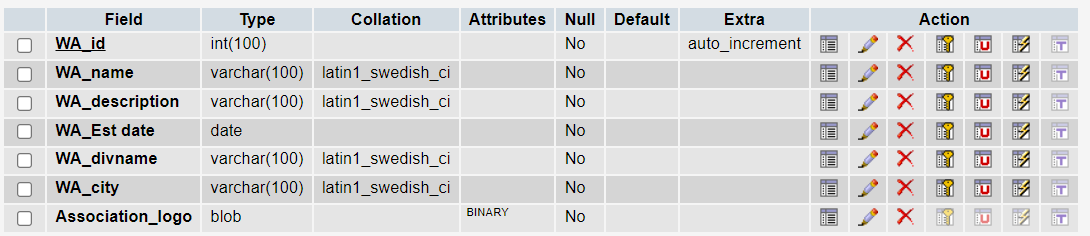 Field Type Collation Attributes Null Default Extra Action
WA_id int(100) No auto_increment
WA_name varchar(100) latin1_swedish_ci No
WA_description varchar(100) latin1_swedish_ci No
WA_Est date date No
WA_divname varchar(100) latin1_swedish_ci No
WA_city varchar(100) latin1_swedish_ci No
Association_logo blob BINARY No